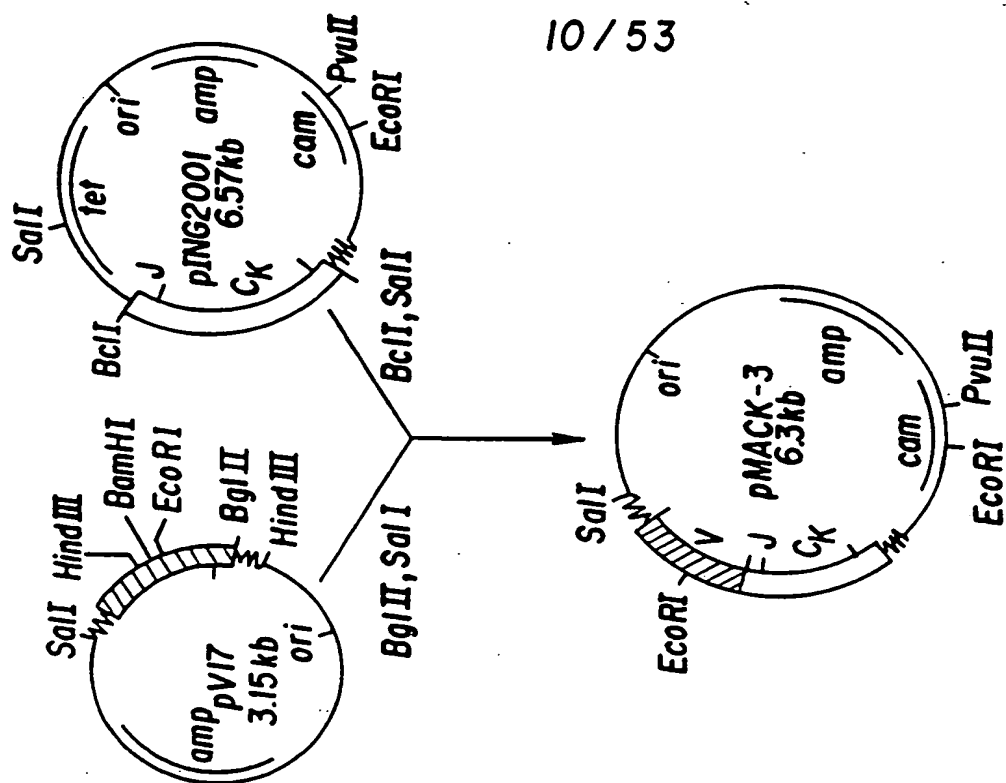 10/53
SalI
HindIII
BamHI
EcoRI
BglII
HindIII
amp
pV17
3.15kb
ori
BglII, SalI
SalI
tet
ori
amp
pING2001
6.57kb
cam
PvuII
EcoRI
BclI
J
CK
BclI, SalI
SalI
ori
V
EcoRI
J
CK
pMACK-3
6.3kb
amp
cam
PvuII
EcoRI